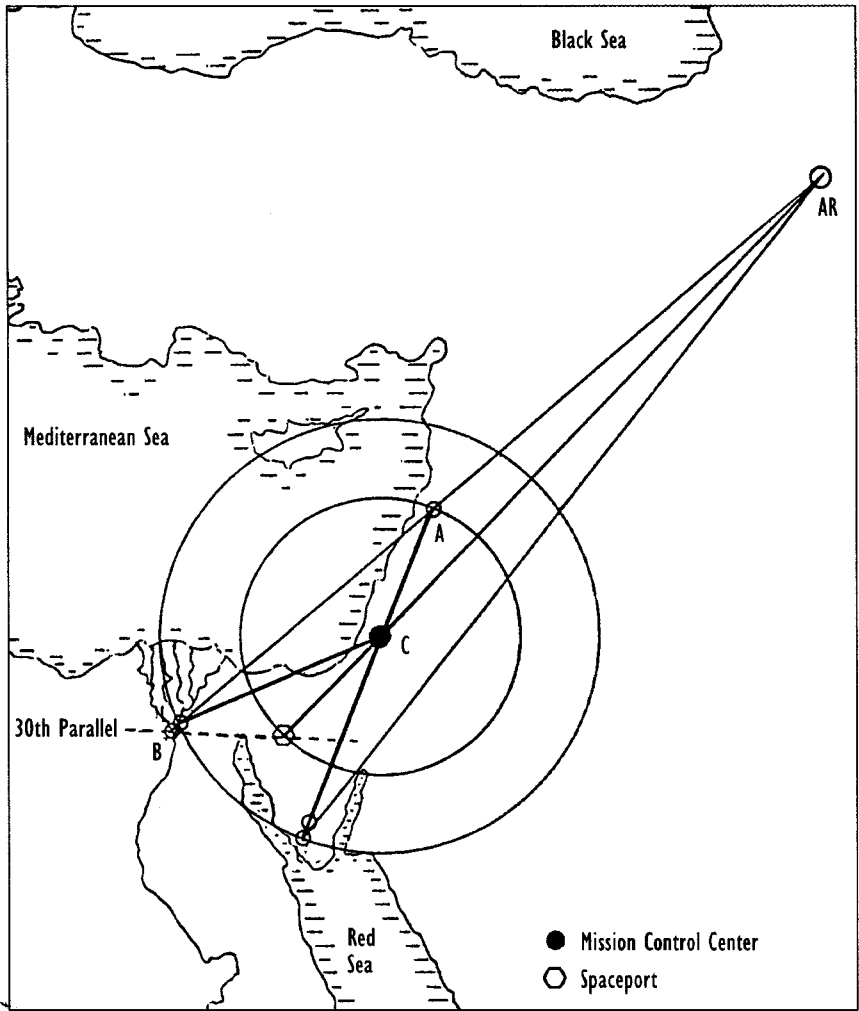 Black Sea
AR
Mediterranean Sea
A
C
30th Parallel
B
Red
Sea
Mission Control Center
Spaceport